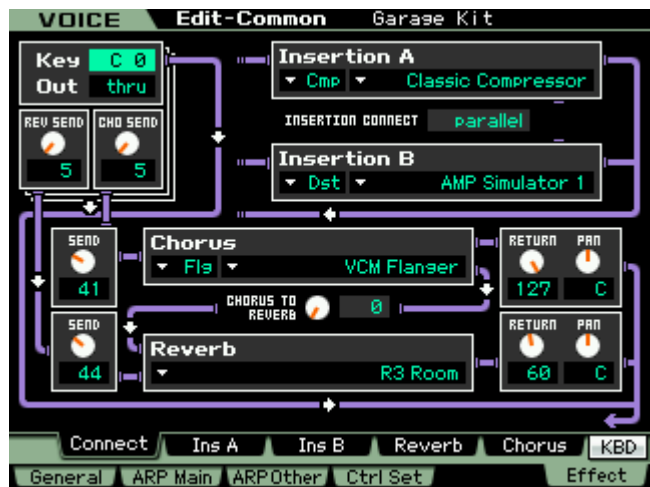 VOICE Edit-Common Garage Kit
Key C 0
Out thru
REV SEND CHO SEND
5 5
Insertion A
Cmp Classic Compressor
INSERTION CONNECT parallel
Insertion B
Dst AMP Simulator 1
SEND
41
Chorus
Flg VCM Flanger
RETURN PAN
127 C
CHORUS TO
REVERB 0
SEND
44
Reverb
R3 Room
RETURN PAN
60 C
Connect Ins A Ins B Reverb Chorus KBD
General ARP Main ARP Other Ctrl Set Effect